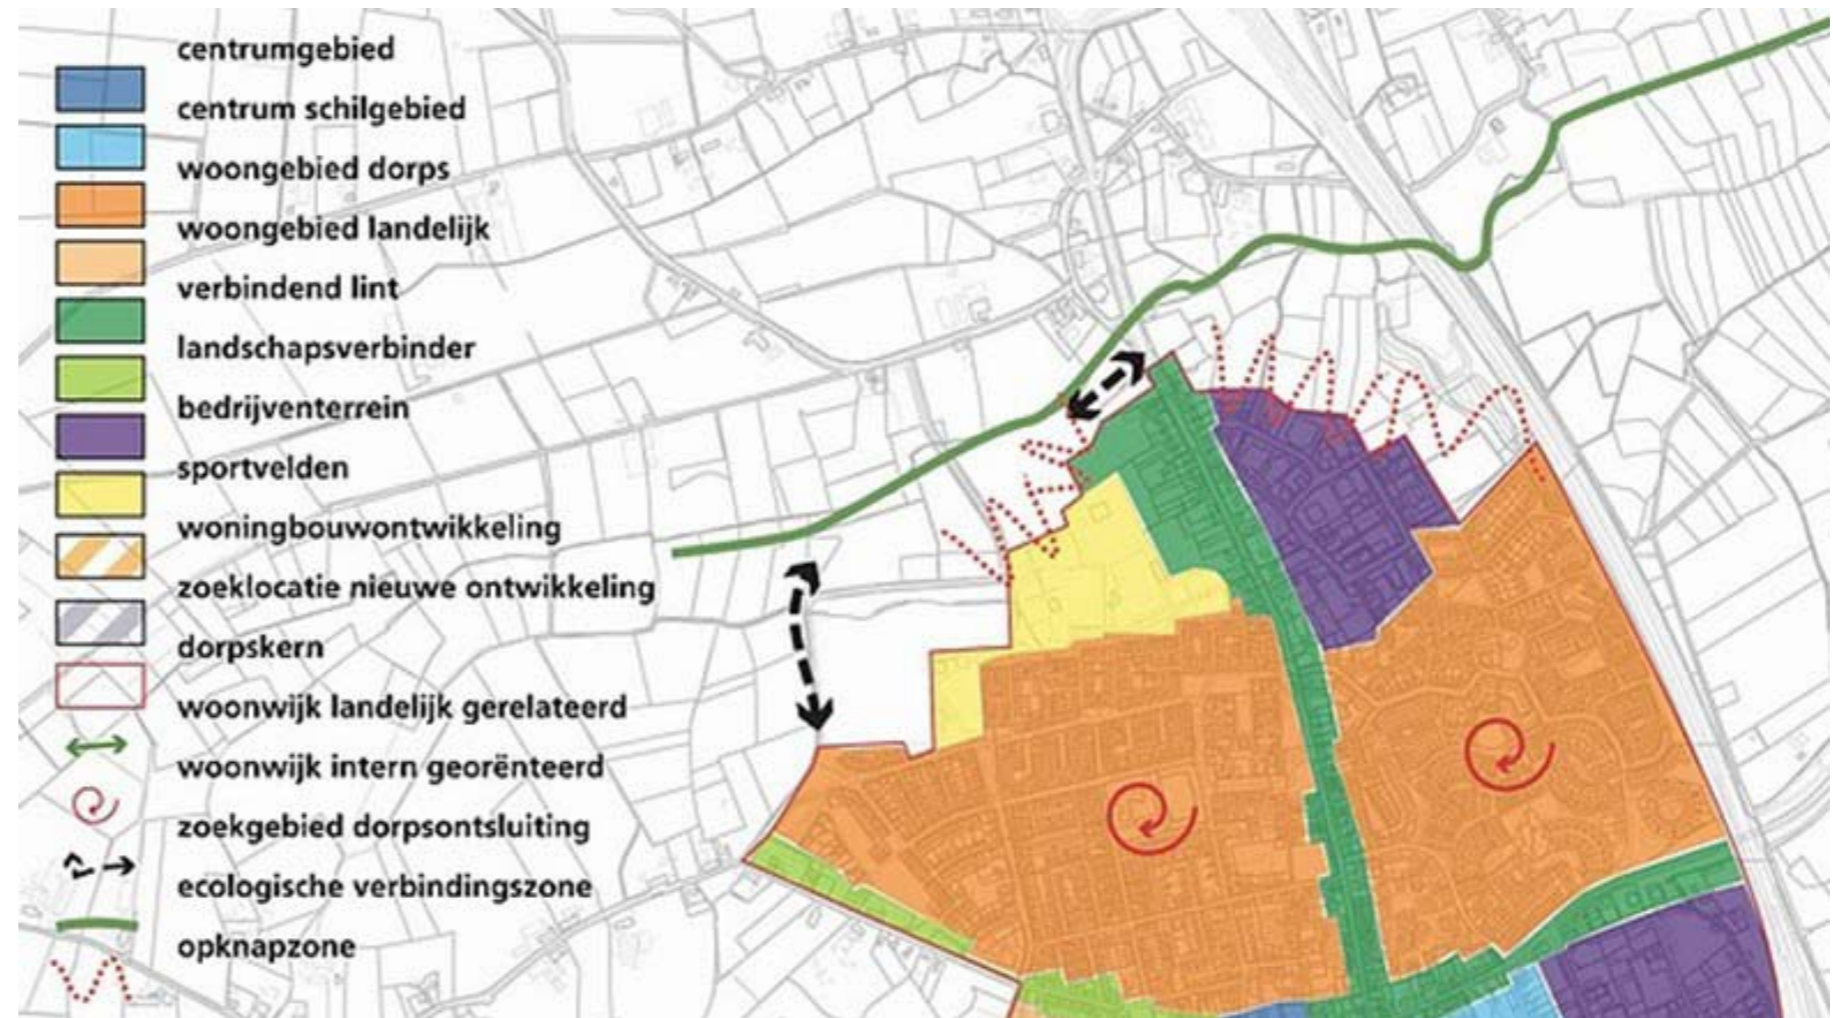 centrumgebied
centrum schilgebied
woongebied dorps
woongebied landelijk
verbindend lint
landschapsverbinder
bedrijventerrein
sportvelden
woningbouwontwikkeling
zoeklocatie nieuwe ontwikkeling
dorpskern
woonwijk landelijk gerelateerd
woonwijk intern georënteerd
zoekgebied dorpsontsluiting
ecologische verbindingszone
opknapzone